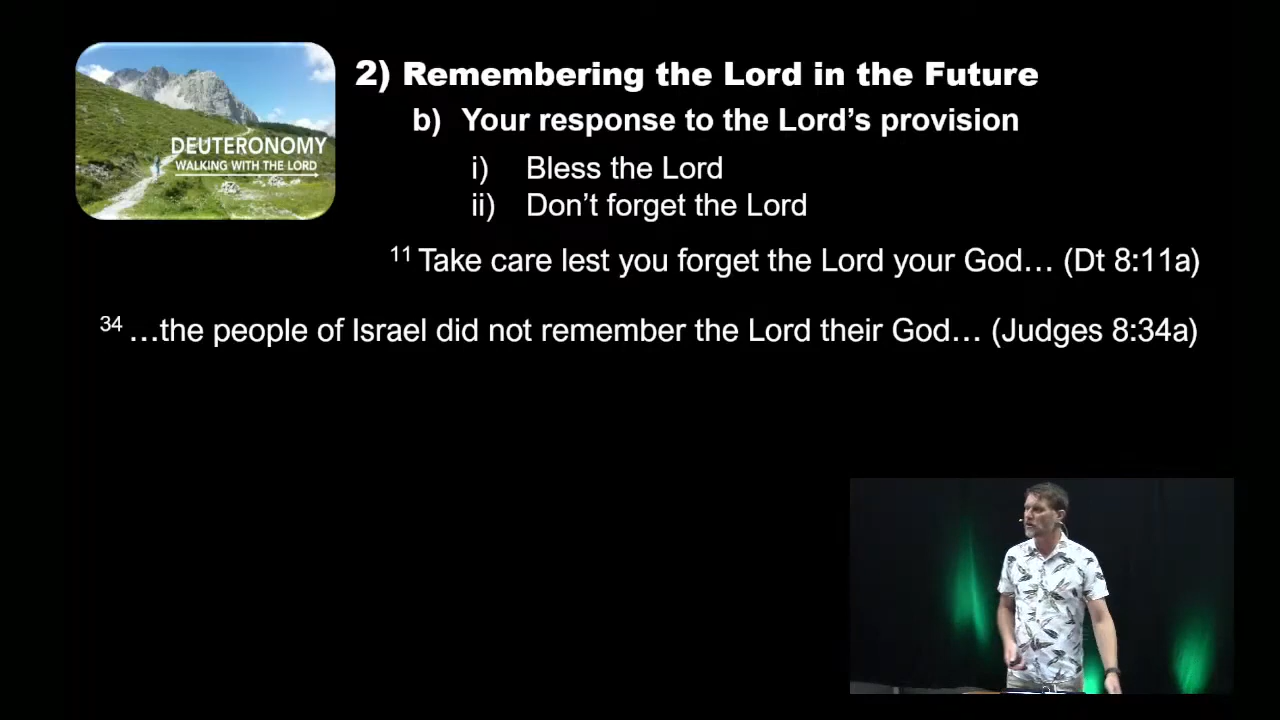 DEUTERONOMY
WALKING WITH THE LORD
2) Remembering the Lord in the Future
b) Your response to the Lord's provision
i) Bless the Lord
ii) Don't forget the Lord
11 Take care lest you forget the Lord your God… (Dt 8:11a)
34 …the people of Israel did not remember the Lord their God… (Judges 8:34a)